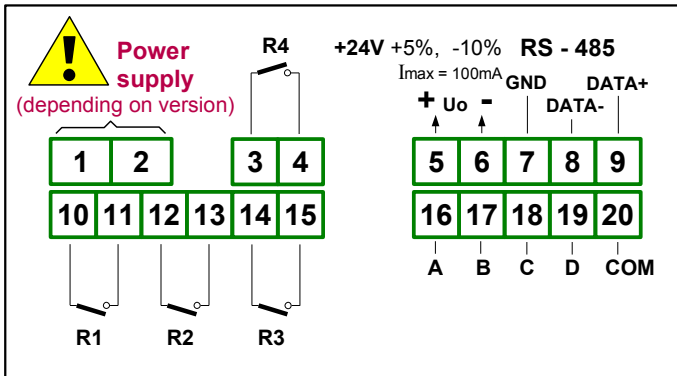 Power
supply
(depending on version)
R4
+24V +5%, -10%
Imax = 100mA
+ Uo -
RS - 485
GND
DATA-
DATA+
1 2 3 4 5 6 7 8 9
10 11 12 13 14 15 16 17 18 19 20
A B C D COM
R1 R2 R3